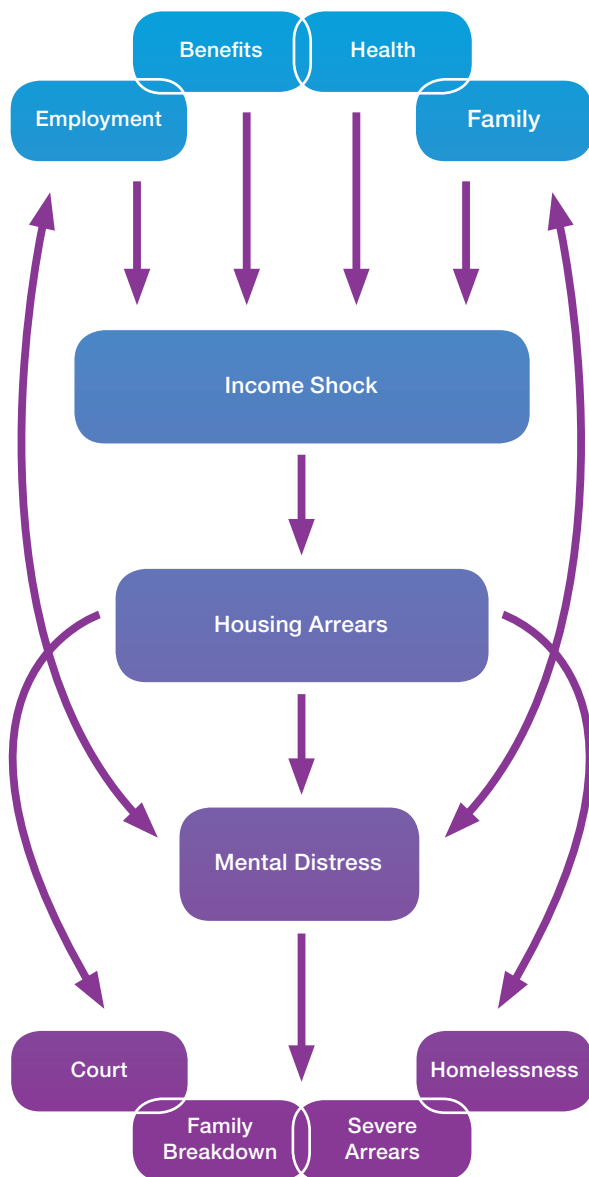 Benefits
Health
Employment
Family
Income Shock
Housing Arrears
Mental Distress
Court
Homelessness
Family
Breakdown
Severe
Arrears